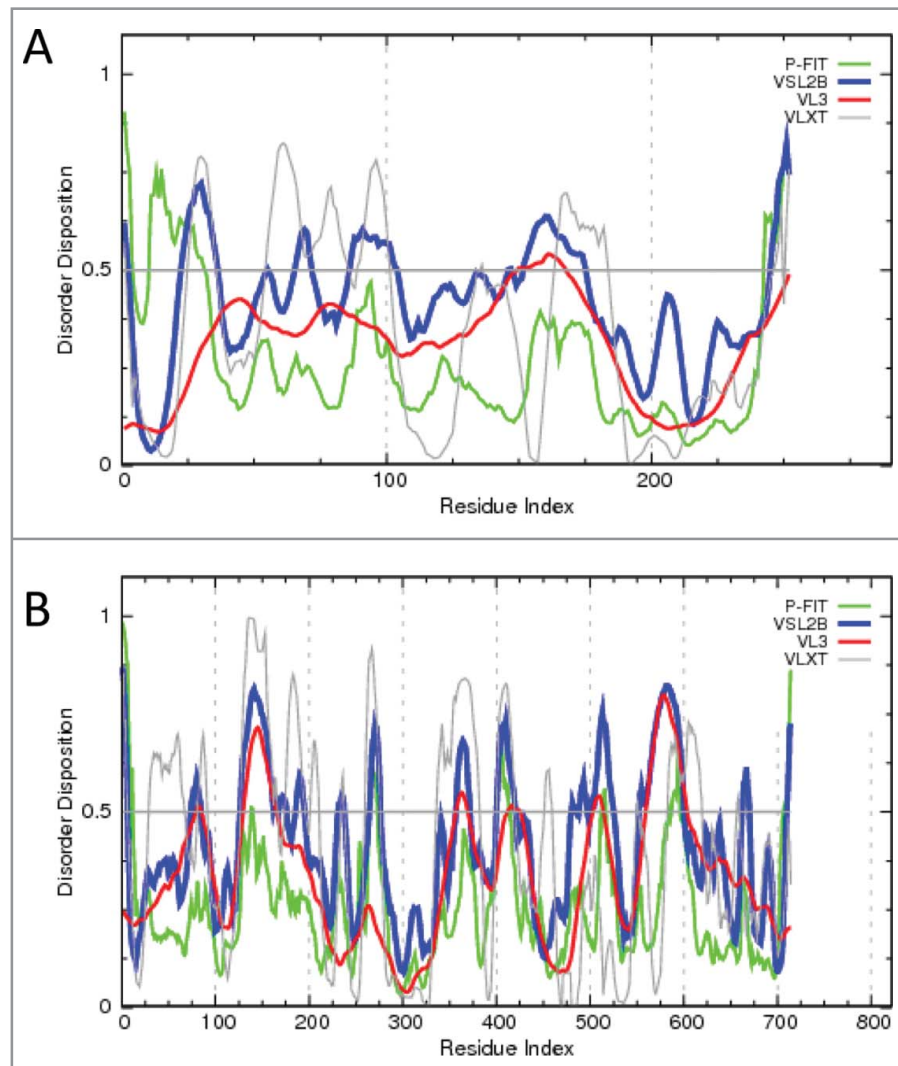 A
P-FIT
VSL2B
VL3
VLXT
1
0.5
0
Disorder Disposition
0 100 200
Residue Index
B
P-FIT
VSL2B
VL3
VLXT
1
0.5
0
Disorder Disposition
0 100 200 300 400 500 600 700 800
Residue Index